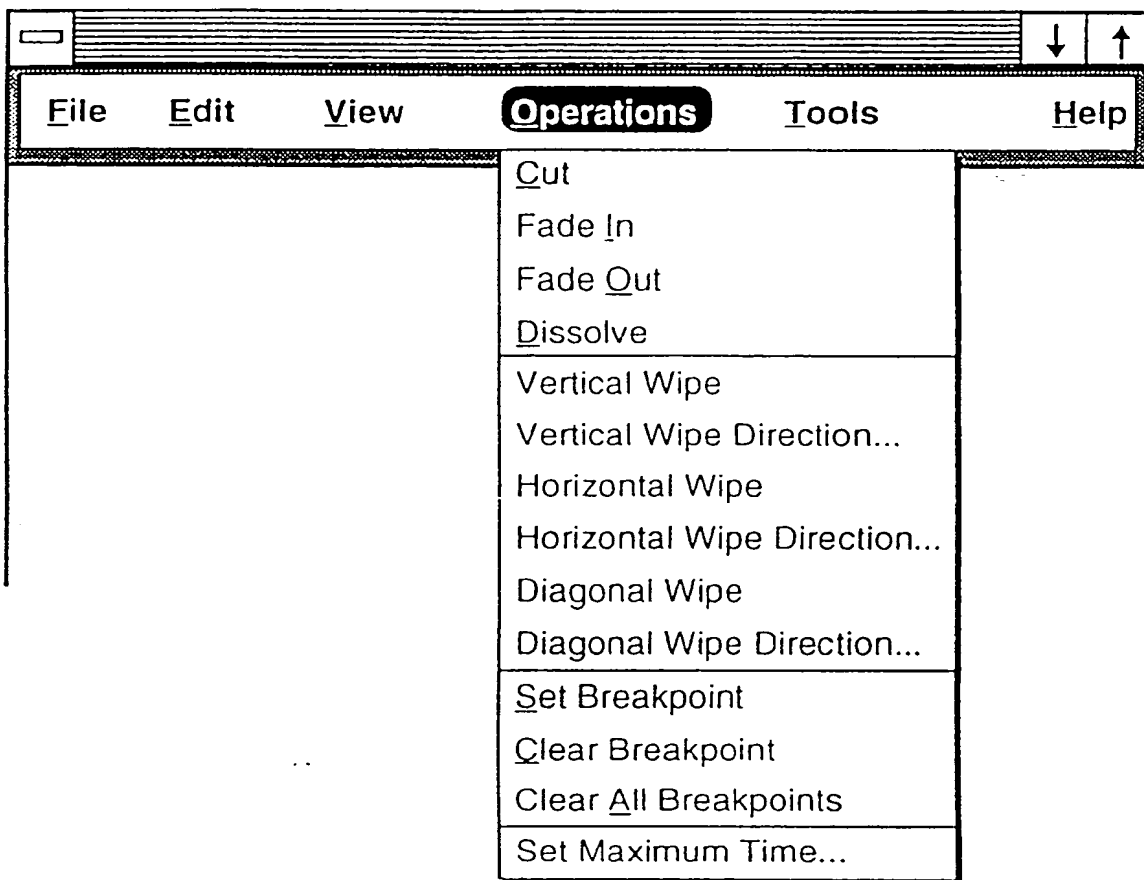 File Edit View Operations Tools Help
Cut
Fade In
Fade Out
Dissolve
Vertical Wipe
Vertical Wipe Direction...
Horizontal Wipe
Horizontal Wipe Direction...
Diagonal Wipe
Diagonal Wipe Direction...
Set Breakpoint
Clear Breakpoint
Clear All Breakpoints
Set Maximum Time...